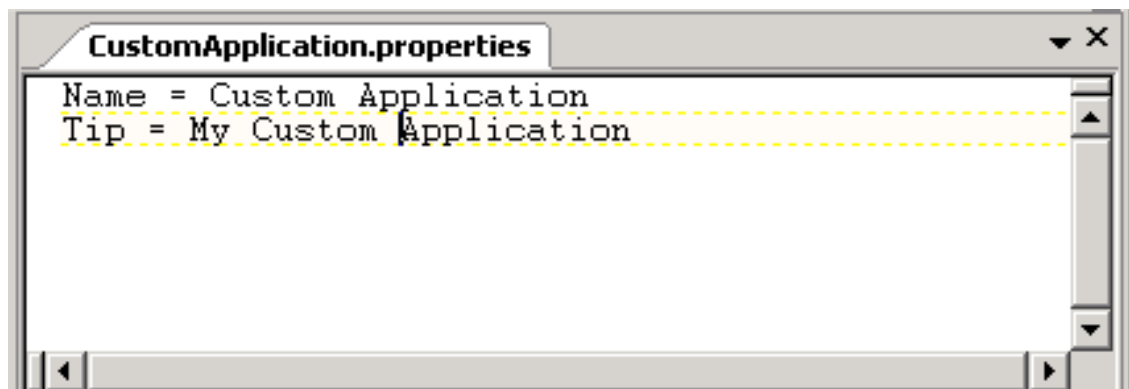 CustomApplication.properties
Name = Custom Application
Tip = My Custom Application